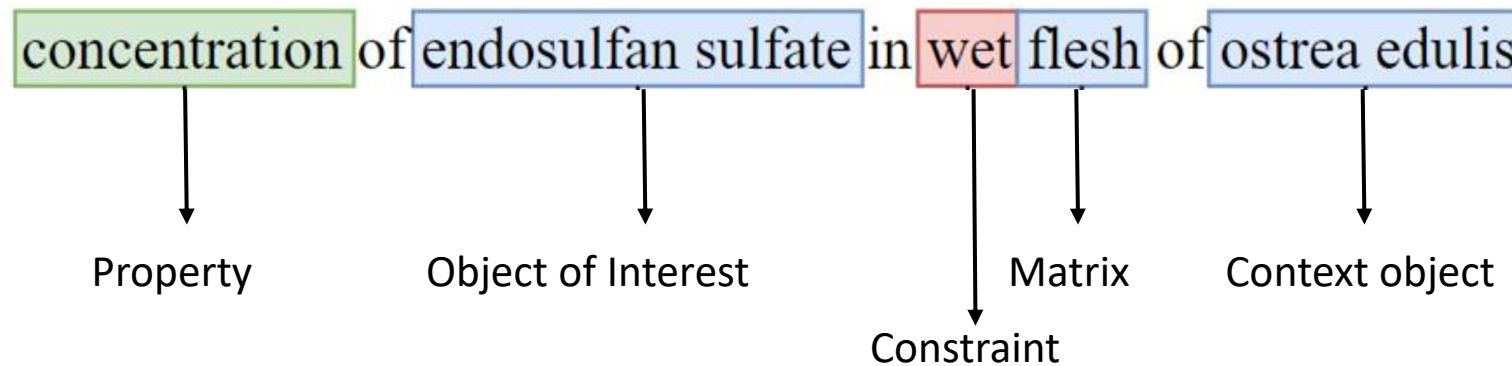 concentration of endosulfan sulfate in wet flesh of ostrea edulis
Property Object of Interest Matrix Context object
Constraint